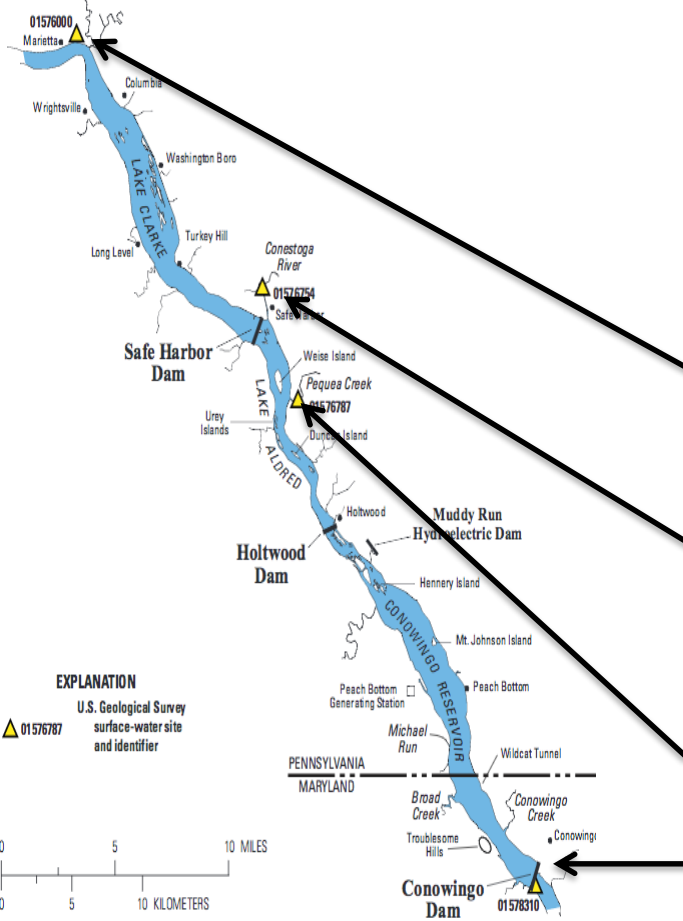 01576000
Marietta
Columbia
Wrightsville
Washington Boro
LAKE CLARKE
Turkey Hill
Long Level
Conestoga
River
01576754
Safe Harbor
Safe Harbor
Dam
Weise Island
LAKE
Pequea Creek
01576787
Urey
Islands
Duncan Island
ALDRED
Holtwood
Muddy Run
Hydroelectric Dam
Holtwood
Dam
Hennery Island
CONOWINGO RESERVOIR
Mt. Johnson Island
EXPLANATION
U.S. Geological Survey
surface-water site
and identifier
01576787
Peach Bottom
Generating Station
Peach Bottom
Michael
Run
Wildcat Tunnel
PENNSYLVANIA
MARYLAND
Broad
Creek
Conowingo
Creek
Troublesome
Hills
Conowing
0 5 10 MILES
0 5 10 KILOMETERS
Conowingo
Dam
01578310